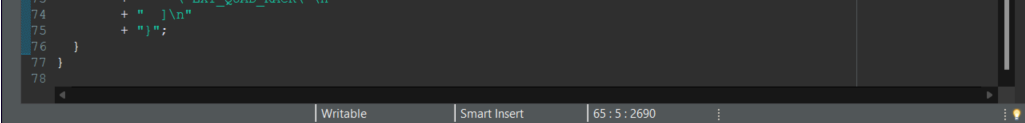 74 + "  ]\n"
75 + "}";
76 }
77 }
78
Writable Smart Insert 65 : 5 : 2690